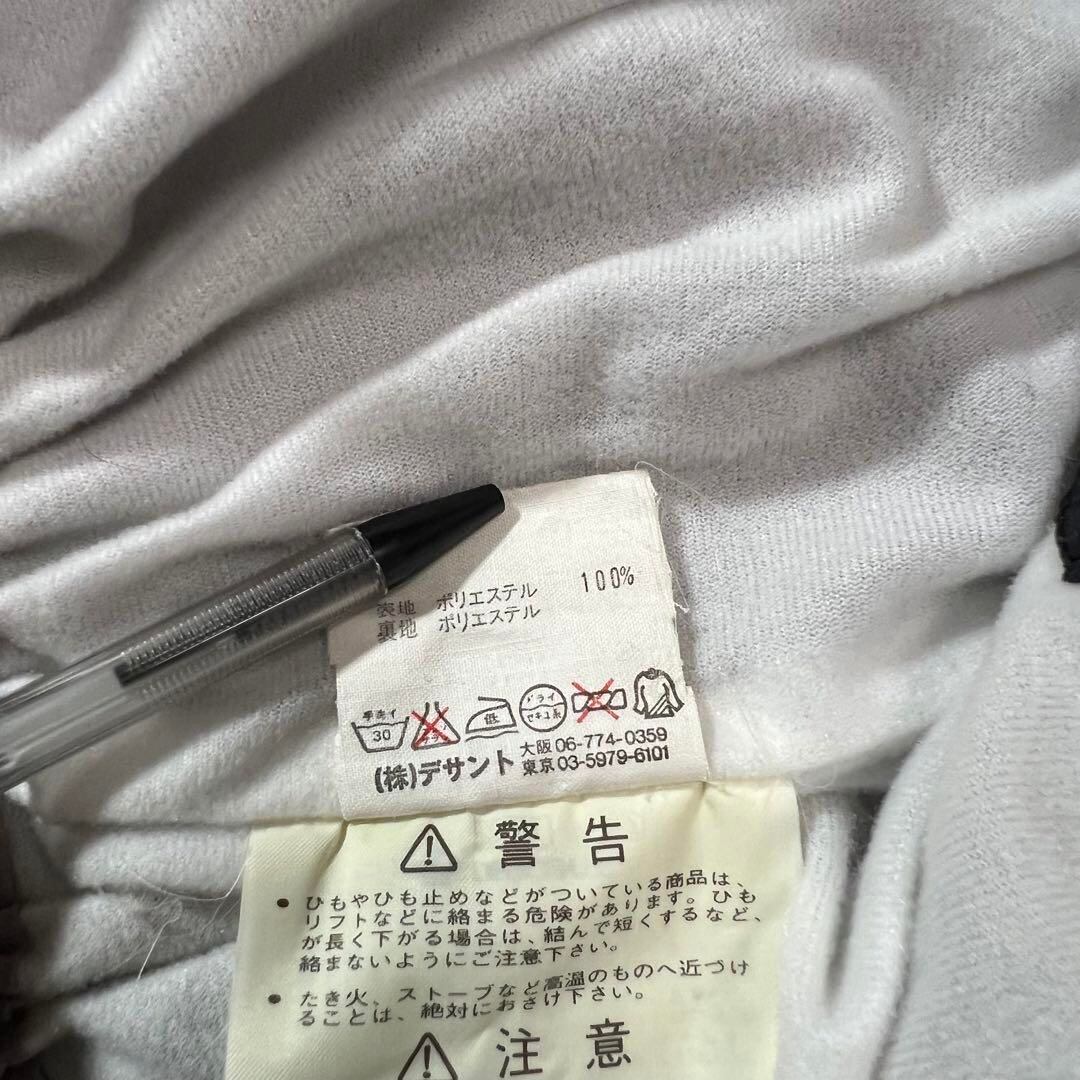 表地 ポリエステル 100%
裏地 ポリエステル
手洗イ 30
低
ドライ セキユ系
(株)デサント 大阪 06-774-0359
東京 03-5979-6101
警告
• ひもやひも止めなどがついている商品は、
リフトなどに絡まる危険があります。ひも
が長く下がる場合は、結んで短くするなど、
絡まないようにご注意下さい。
• たき火、ストーブなど高温のものへ近づけ
ることは、絶対におさけ下さい。
注意